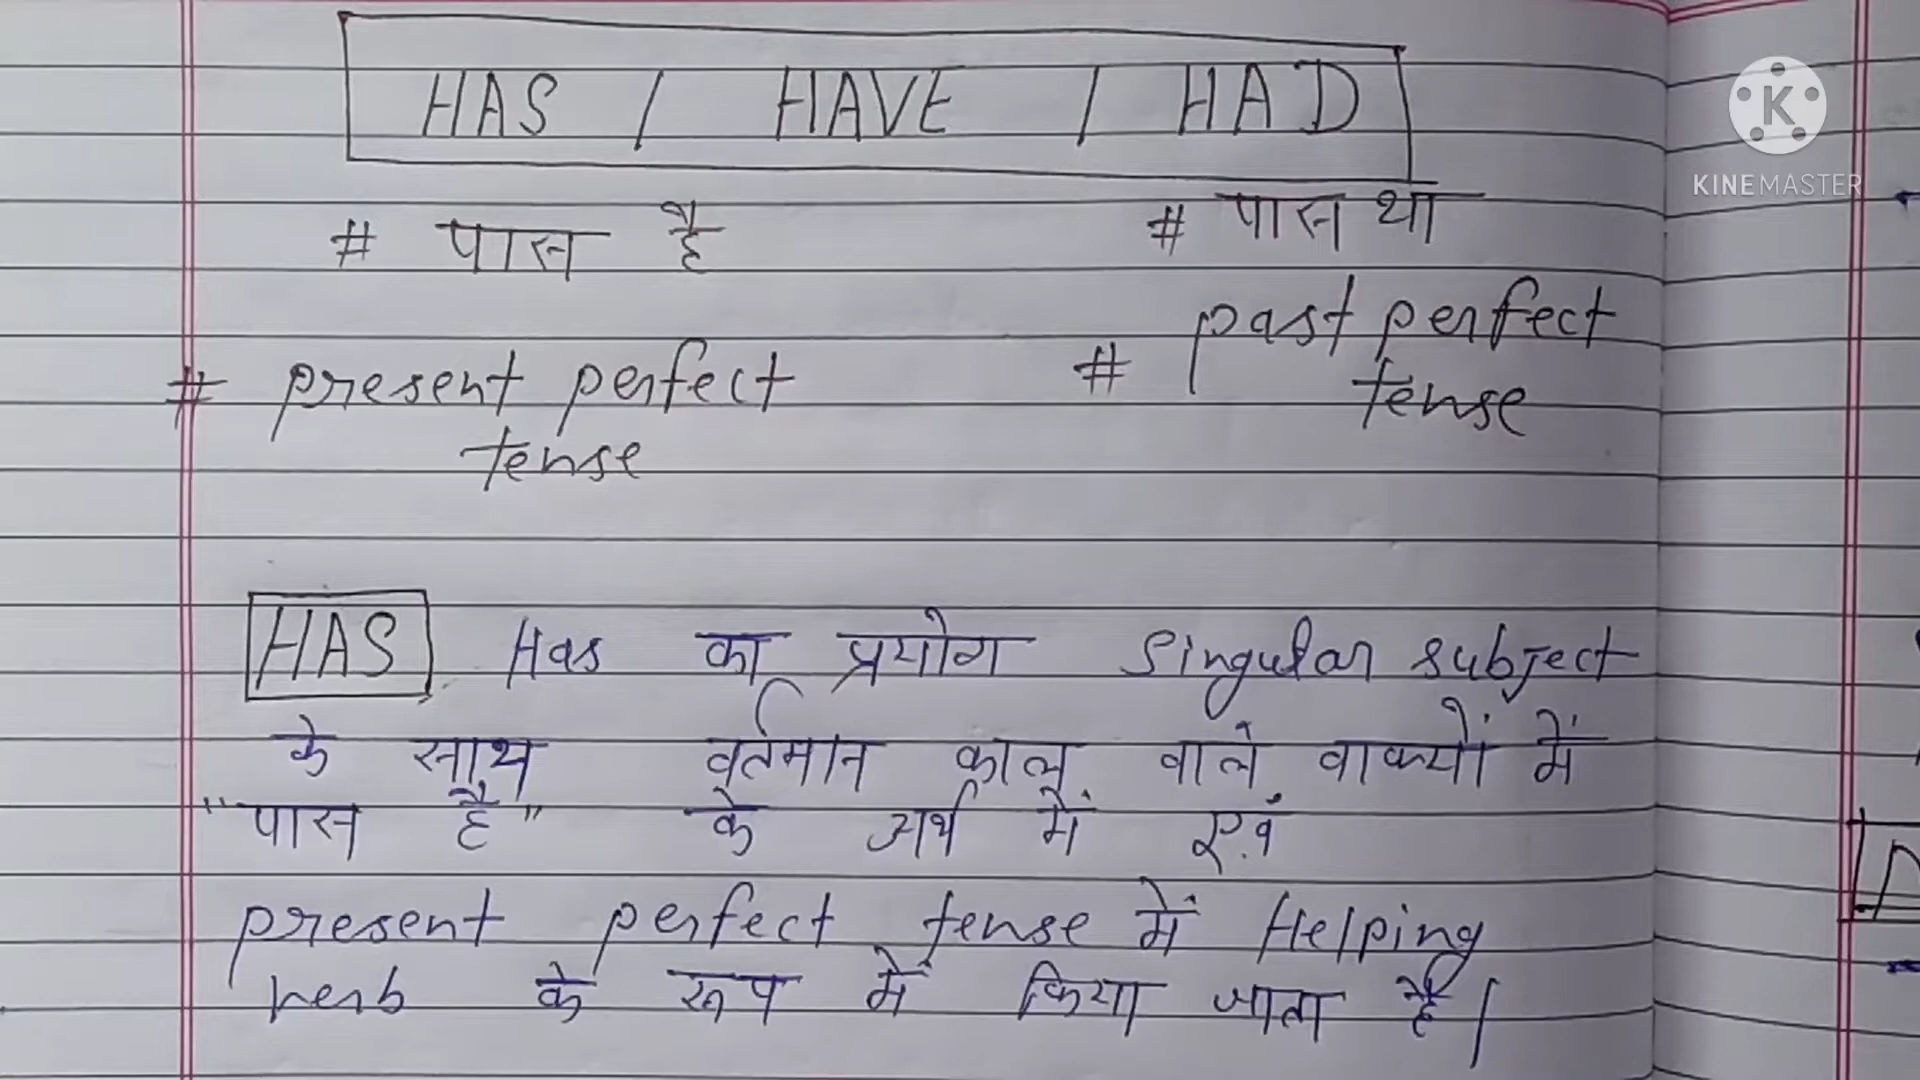 HAS / HAVE / HAD
# पास है # पास था
# present perfect tense
# past perfect tense
HAS Has का प्रयोग Singular subject
के साथ वर्तमान काल वाले वाक्यों में
"पास है" के अर्थ में एवं
present perfect tense में Helping
verb के रूप में किया जाता है।
KINEMASTER